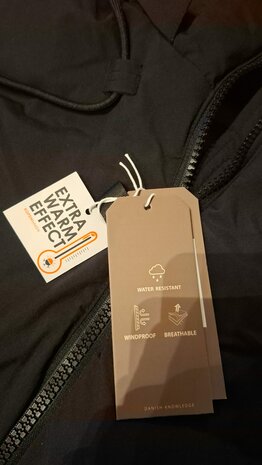 EXTRA
WARM
EFFECT
WATER RESISTANT
WINDPROOF
BREATHABLE
DANISH KNOWLEDGE